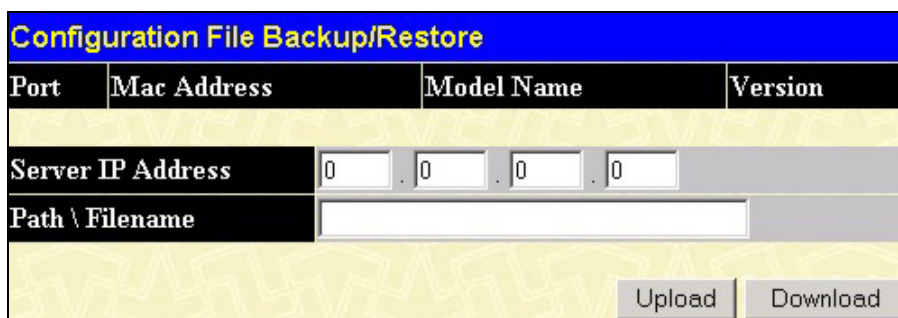 Configuration File Backup/Restore
Port Mac Address Model Name Version
Server IP Address 0 . 0 . 0 . 0
Path \ Filename
Upload Download